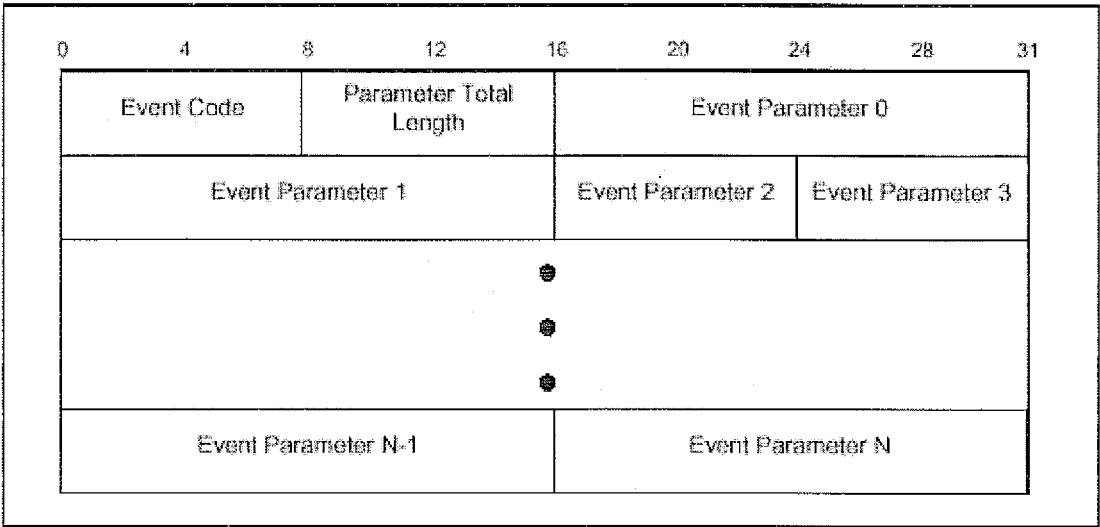 0 4 8 12 16 20 24 28 31
Event Code
Parameter Total
Length
Event Parameter 0
Event Parameter 1
Event Parameter 2
Event Parameter 3
Event Parameter N-1
Event Parameter N